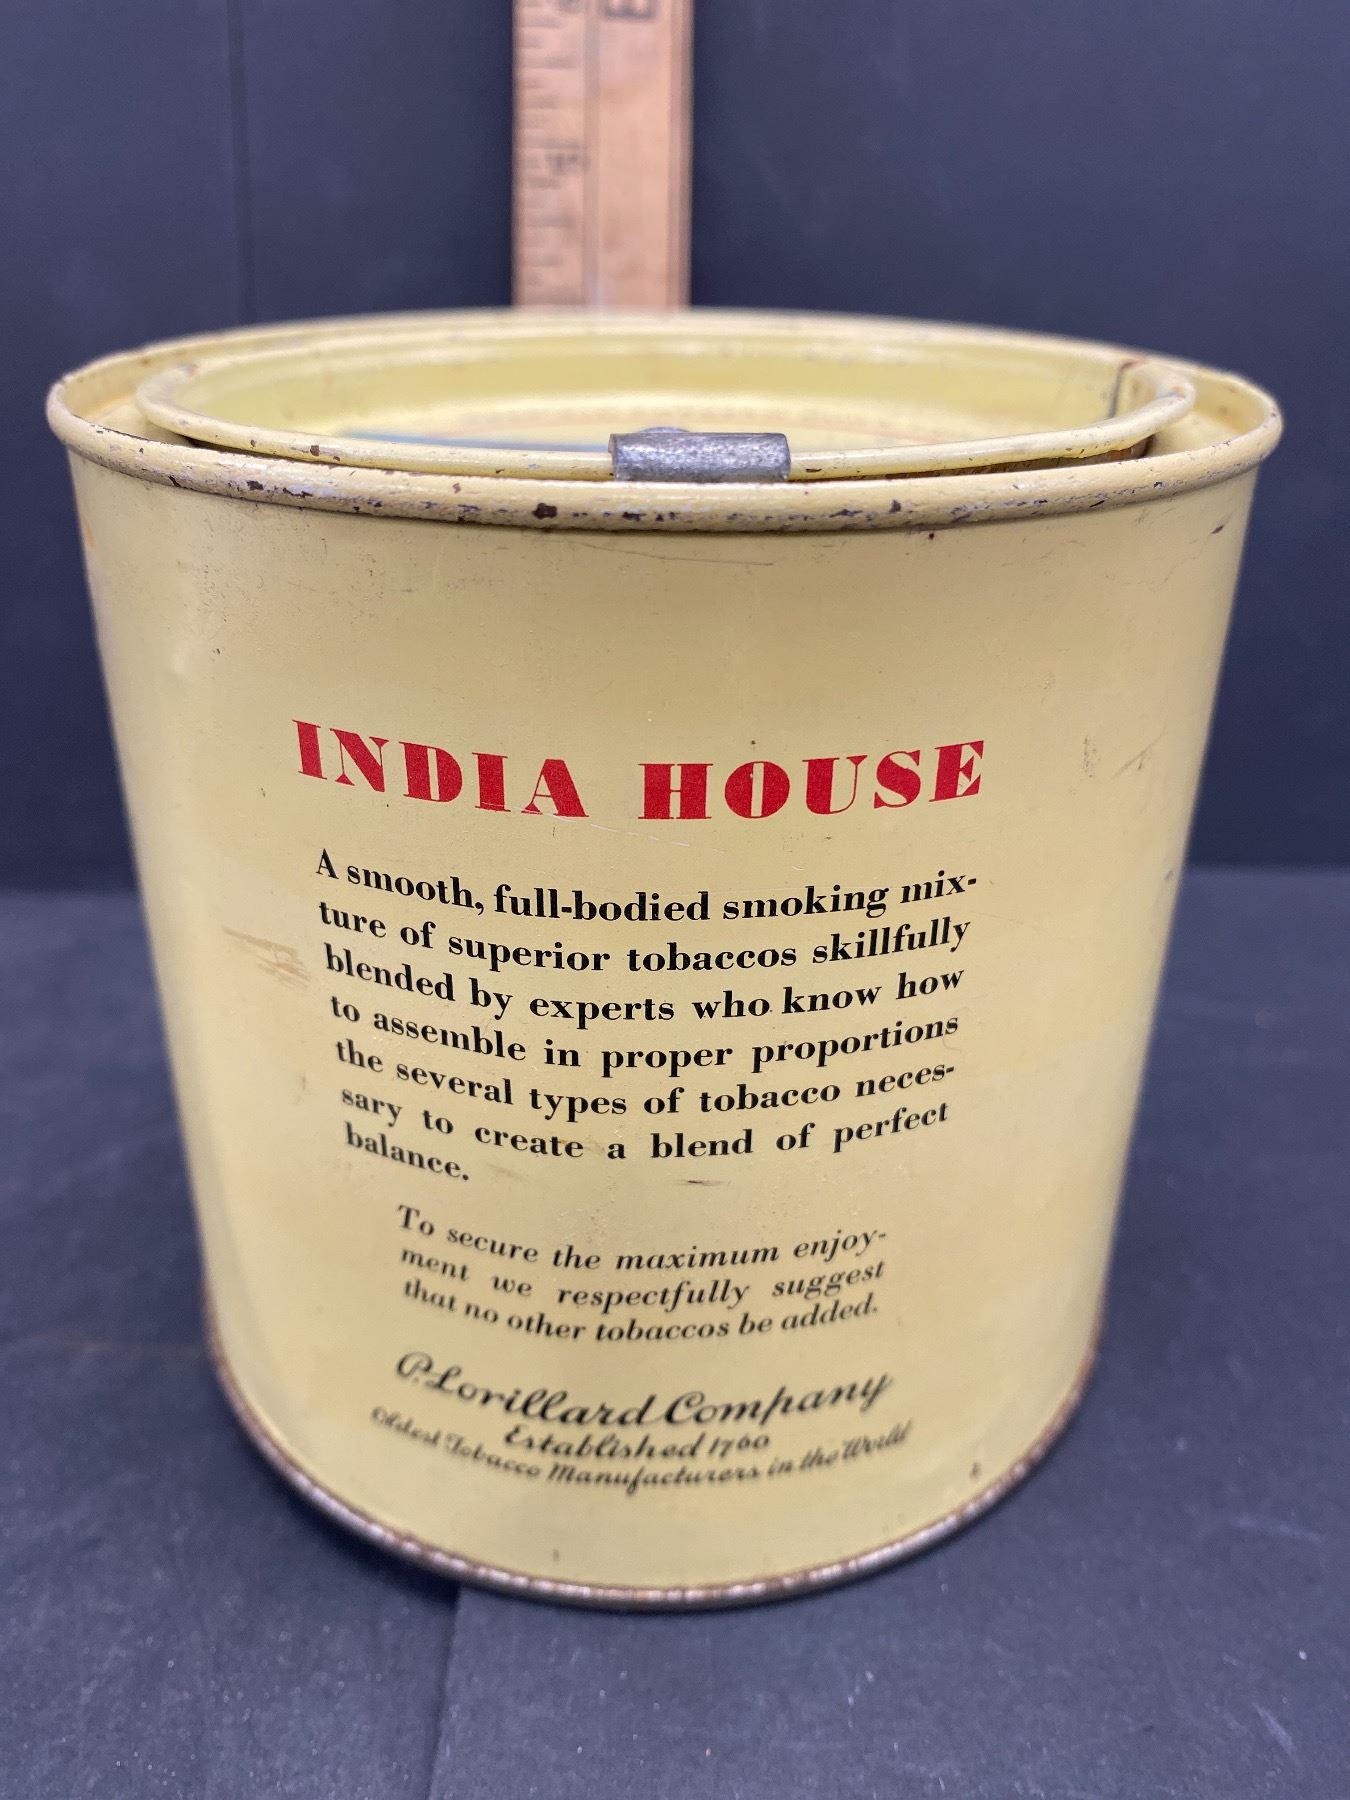 INDIA HOUSE
A smooth, full-bodied smoking mix-
ture of superior tobaccos skillfully
blended by experts who know how
to assemble in proper proportions
the several types of tobacco neces-
sary to create a blend of perfect
balance.
To secure the maximum enjoy-
ment we respectfully suggest
that no other tobaccos be added.
P. Lorillard Company
Established 1760
Oldest Tobacco Manufacturers in the World